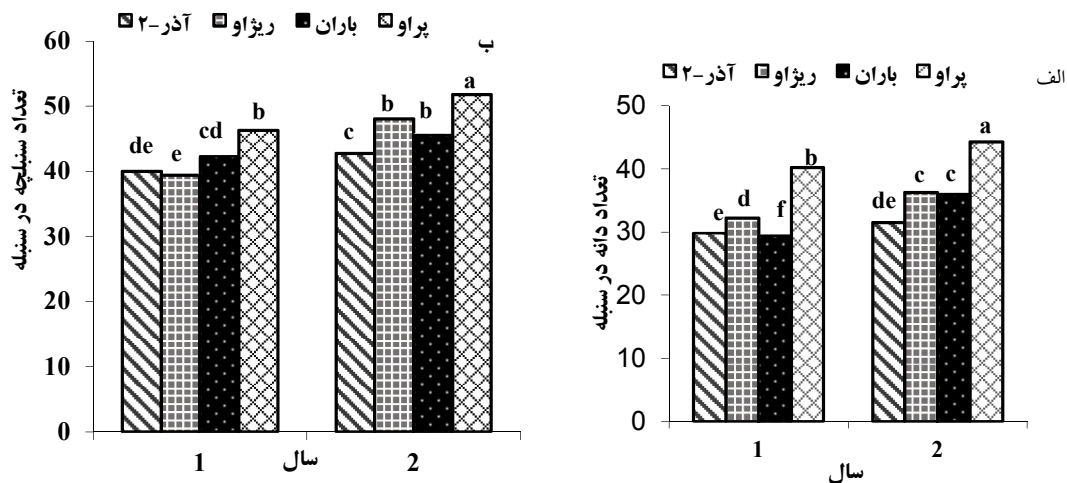 الف
آذر-۲ ریژاو باران پراو
تعداد دانه در سنبله
50
40
30
20
10
0
e d f b
de c c a
1 2
سال
ب
آذر-۲ ریژاو باران پراو
تعداد سنبلچه در سنبله
60
50
40
30
20
10
0
de e cd b
c b b a
1 2
سال